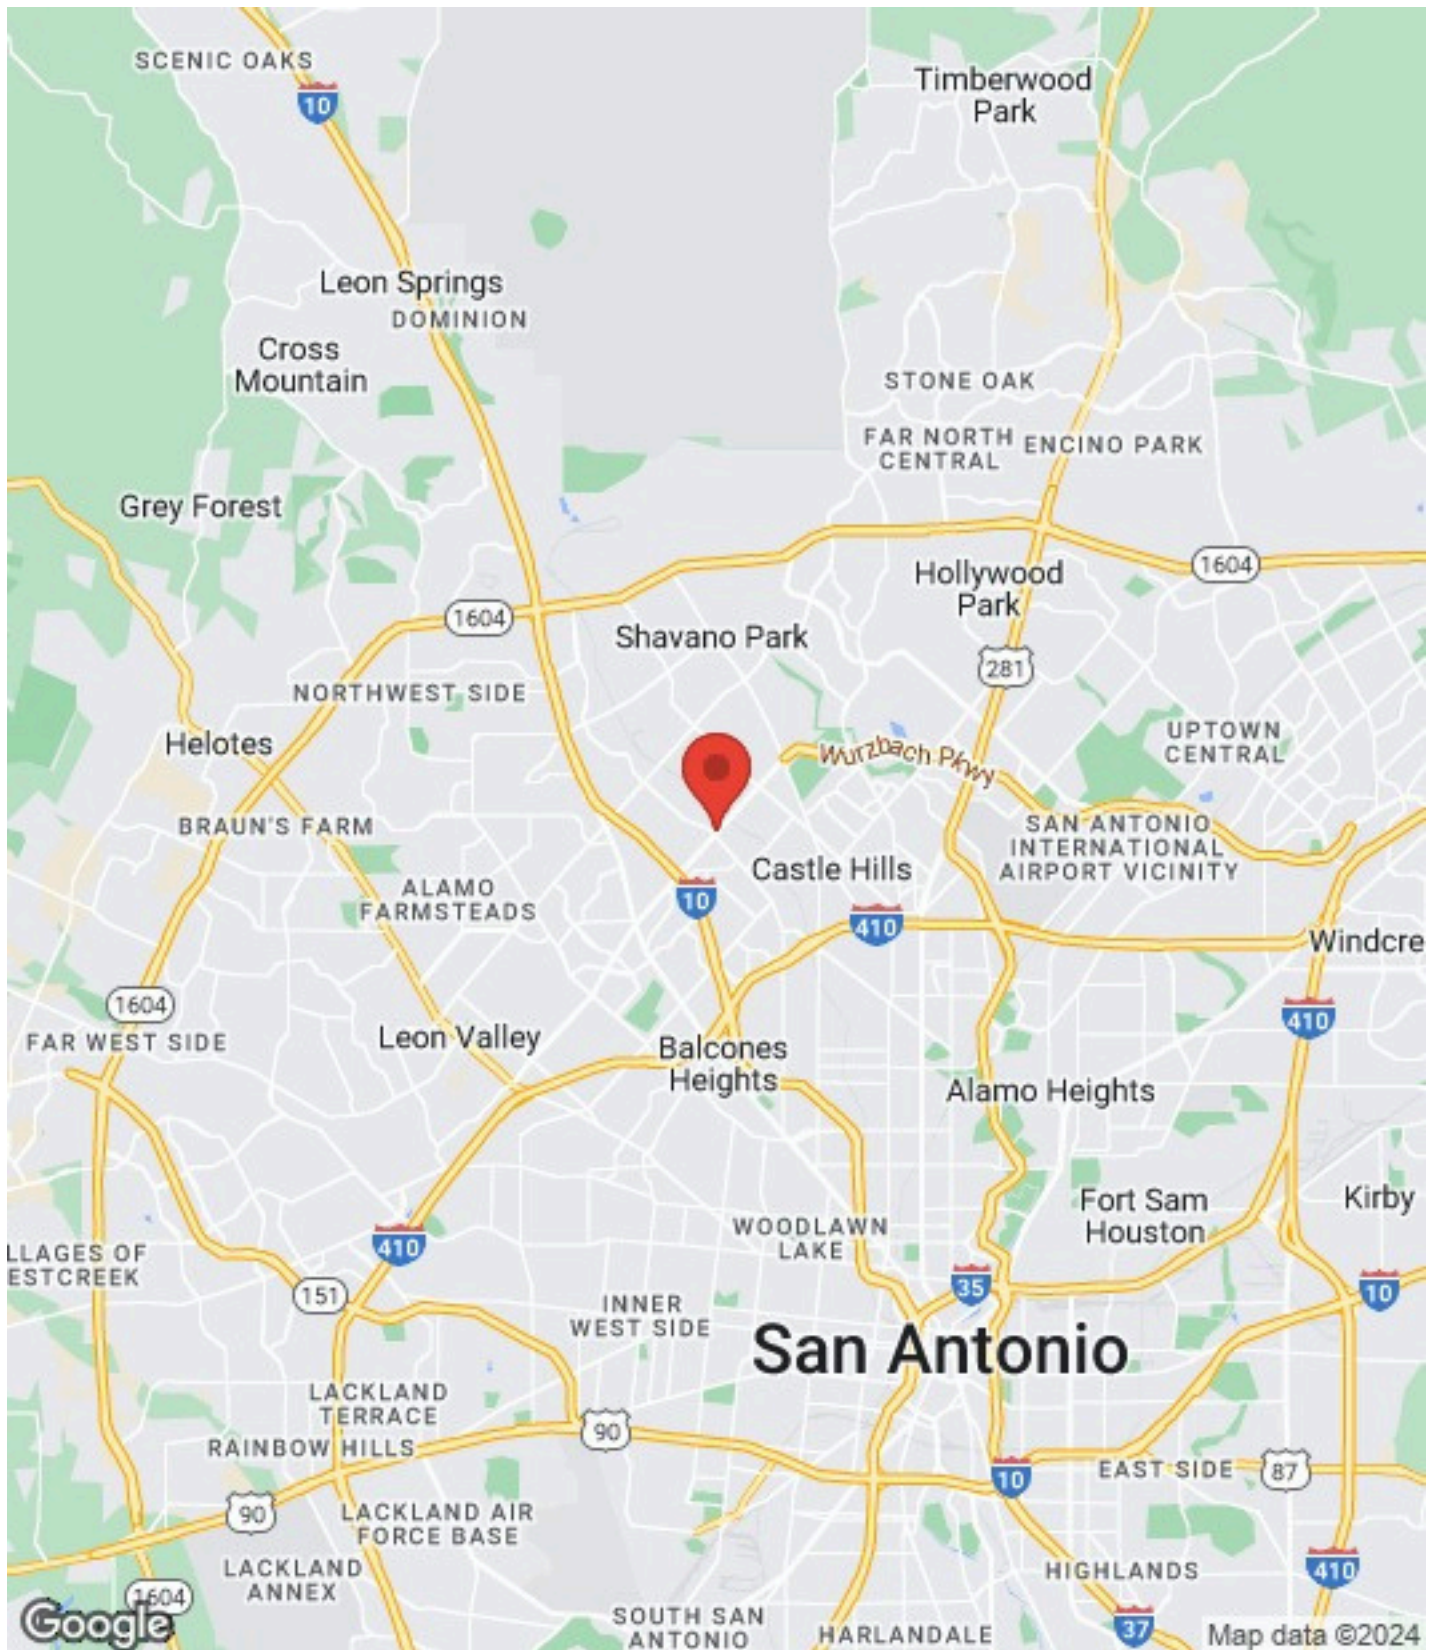 SCENIC OAKS
10
Timberwood
Park
Leon Springs
DOMINION
Cross
Mountain
STONE OAK
FAR NORTH
CENTRAL
ENCINO PARK
Grey Forest
1604
Hollywood
Park
1604
Shavano Park
281
NORTHWEST SIDE
Helotes
Wurzbach Pkwy
UPTOWN
CENTRAL
BRAUN'S FARM
SAN ANTONIO
INTERNATIONAL
AIRPORT VICINITY
Castle Hills
ALAMO
FARMSTEADS
10
410
Windcre
1604
410
FAR WEST SIDE
Leon Valley
Balcones
Heights
Alamo Heights
Fort Sam
Houston
Kirby
WOODLAWN
LAKE
410
LLAGES OF
ESTCREEK
151
35
10
INNER
WEST SIDE
San Antonio
LACKLAND
TERRACE
90
RAINBOW HILLS
10
EAST SIDE
87
90
LACKLAND AIR
FORCE BASE
LACKLAND
ANNEX
HIGHLANDS
410
1604
Google
SOUTH SAN
ANTONIO
HARLANDALE
37
Map data ©2024